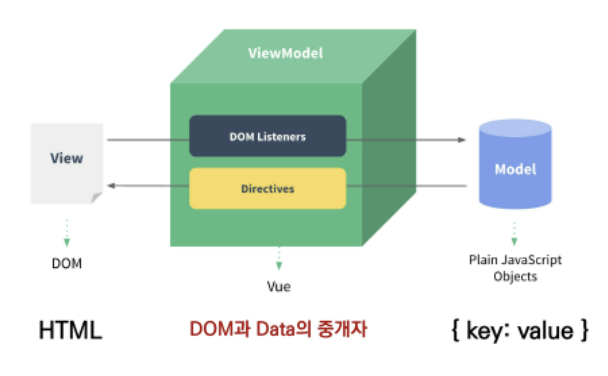 ViewModel
DOM Listeners
View
Directives
Model
DOM
Plain JavaScript
Objects
Vue
HTML
DOM과 Data의 중개자
{ key: value }